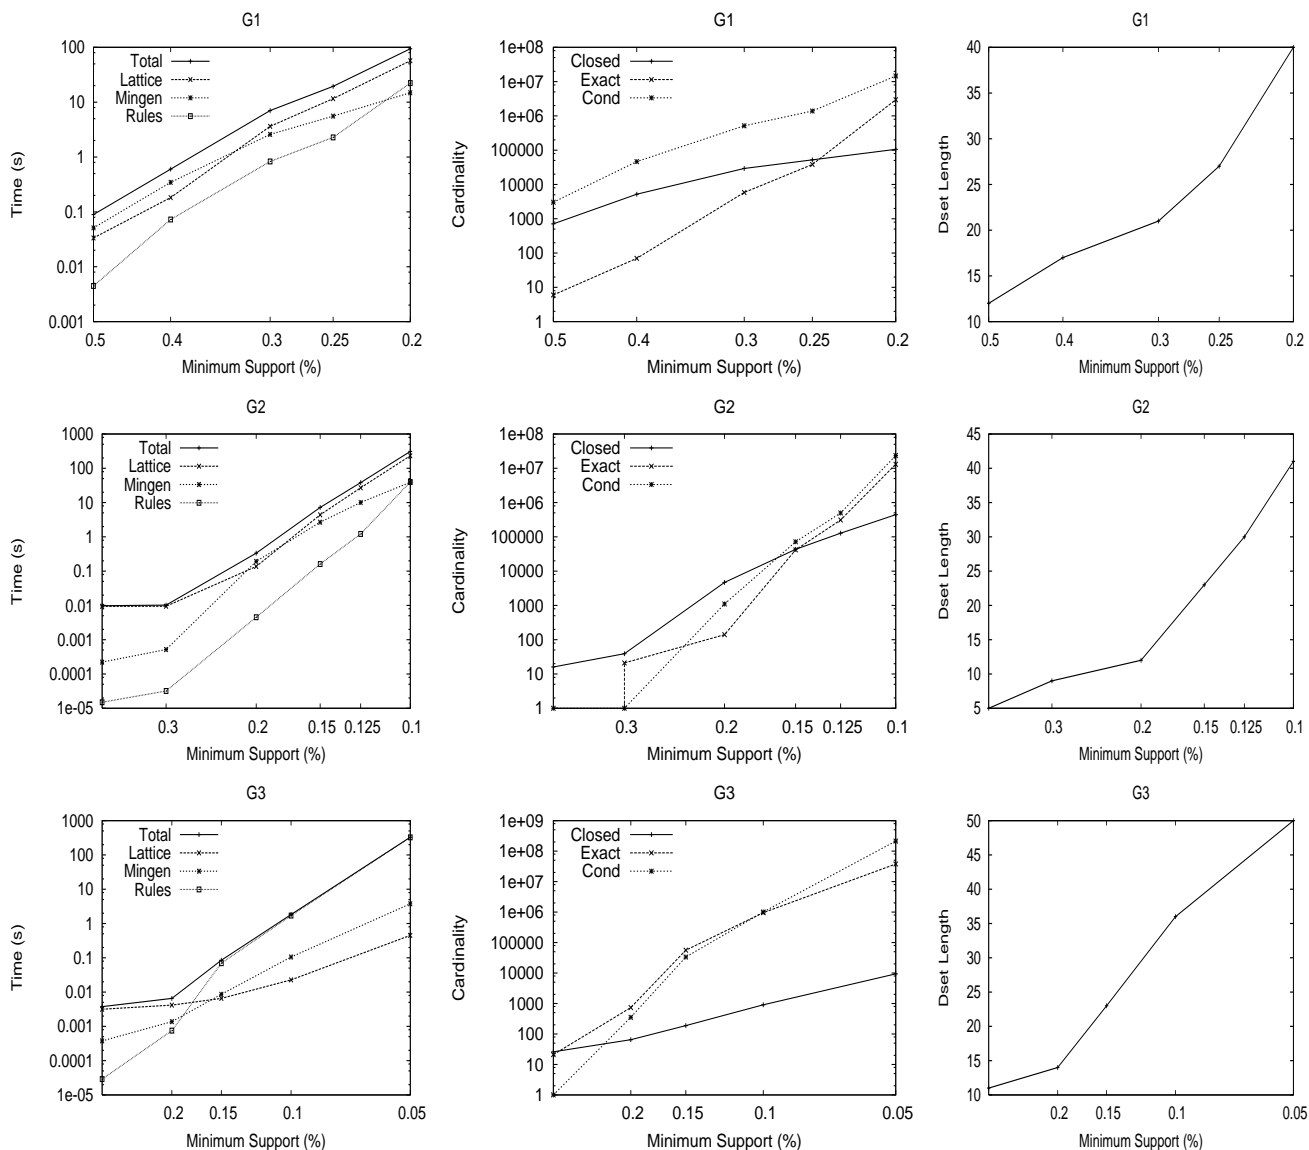 G1
100
10
1
0.1
0.01
0.001
Time (s)
Total
Lattice
Mingen
Rules
0.5 0.4 0.3 0.25 0.2
Minimum Support (%)
G1
1e+08
1e+07
1e+06
100000
10000
1000
100
10
1
Cardinality
Closed
Exact
Cond
0.5 0.4 0.3 0.25 0.2
Minimum Support (%)
G1
40
35
30
25
20
15
10
Dset Length
0.5 0.4 0.3 0.25 0.2
Minimum Support (%)
G2
1000
100
10
1
0.1
0.01
0.001
0.0001
1e-05
Time (s)
Total
Lattice
Mingen
Rules
0.3 0.2 0.15 0.125 0.1
Minimum Support (%)
G2
1e+08
1e+07
1e+06
100000
10000
1000
100
10
1
Cardinality
Closed
Exact
Cond
0.3 0.2 0.15 0.125 0.1
Minimum Support (%)
G2
45
40
35
30
25
20
15
10
5
Dset Length
0.3 0.2 0.15 0.125 0.1
Minimum Support (%)
G3
1000
100
10
1
0.1
0.01
0.001
0.0001
1e-05
Time (s)
Total
Lattice
Mingen
Rules
0.2 0.15 0.1 0.05
Minimum Support (%)
G3
1e+09
1e+08
1e+07
1e+06
100000
10000
1000
100
10
1
Cardinality
Closed
Exact
Cond
0.2 0.15 0.1 0.05
Minimum Support (%)
G3
50
45
40
35
30
25
20
15
10
Dset Length
0.2 0.15 0.1 0.05
Minimum Support (%)